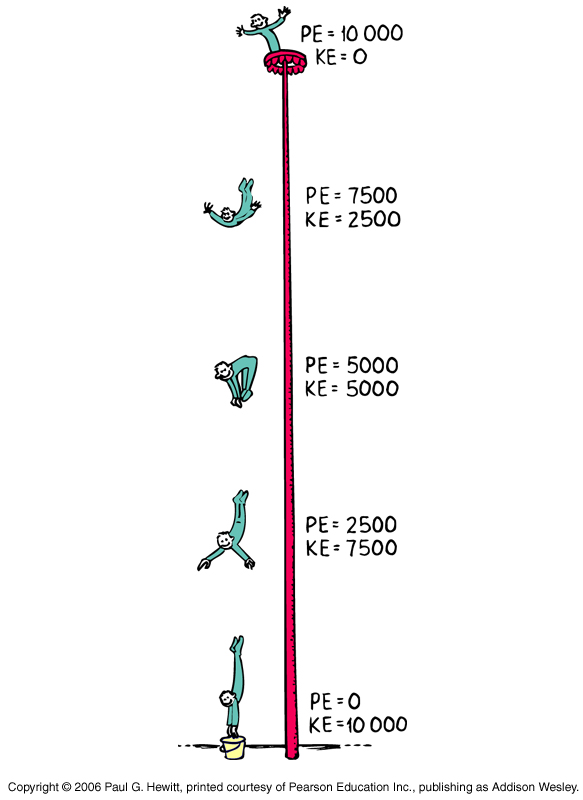 PE = 10 000
KE = 0
PE = 7500
KE = 2500
PE = 5000
KE = 5000
PE = 2500
KE = 7500
PE = 0
KE = 10 000
Copyright © 2006 Paul G. Hewitt, printed courtesy of Pearson Education Inc., publishing as Addison Wesley.